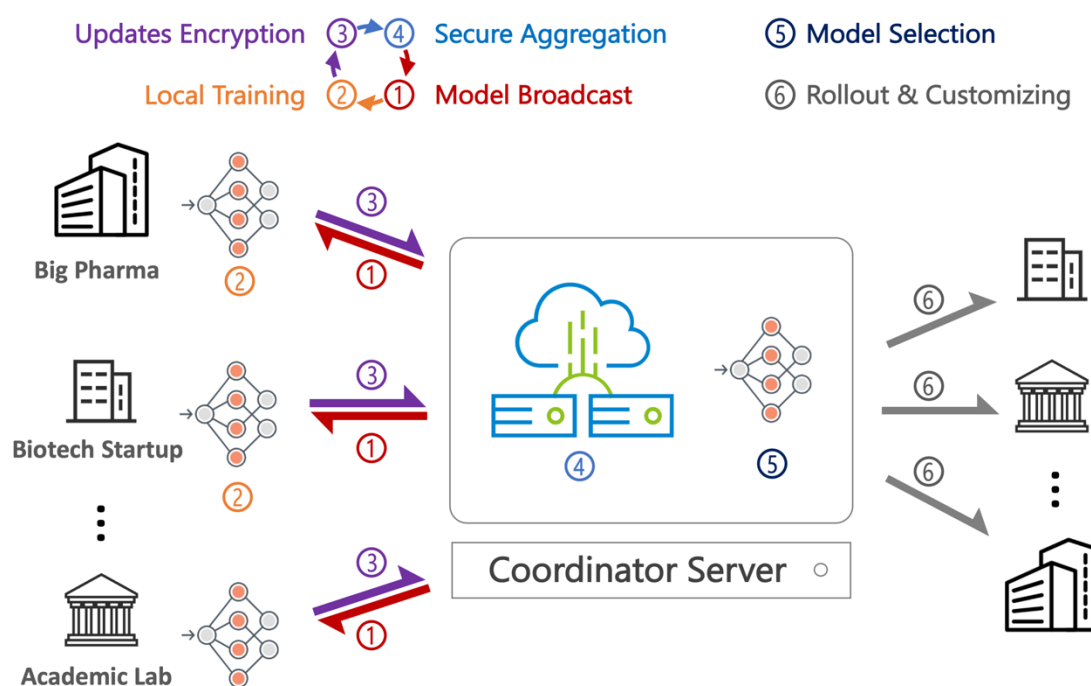 Updates Encryption ③ ④ Secure Aggregation ⑤ Model Selection
Local Training ② ① Model Broadcast ⑥ Rollout & Customizing
③
Big Pharma ② ①
⑥
③ ⑥
Biotech Startup ① ④ ⑤ ⑥
②
③ Coordinator Server
①
Academic Lab